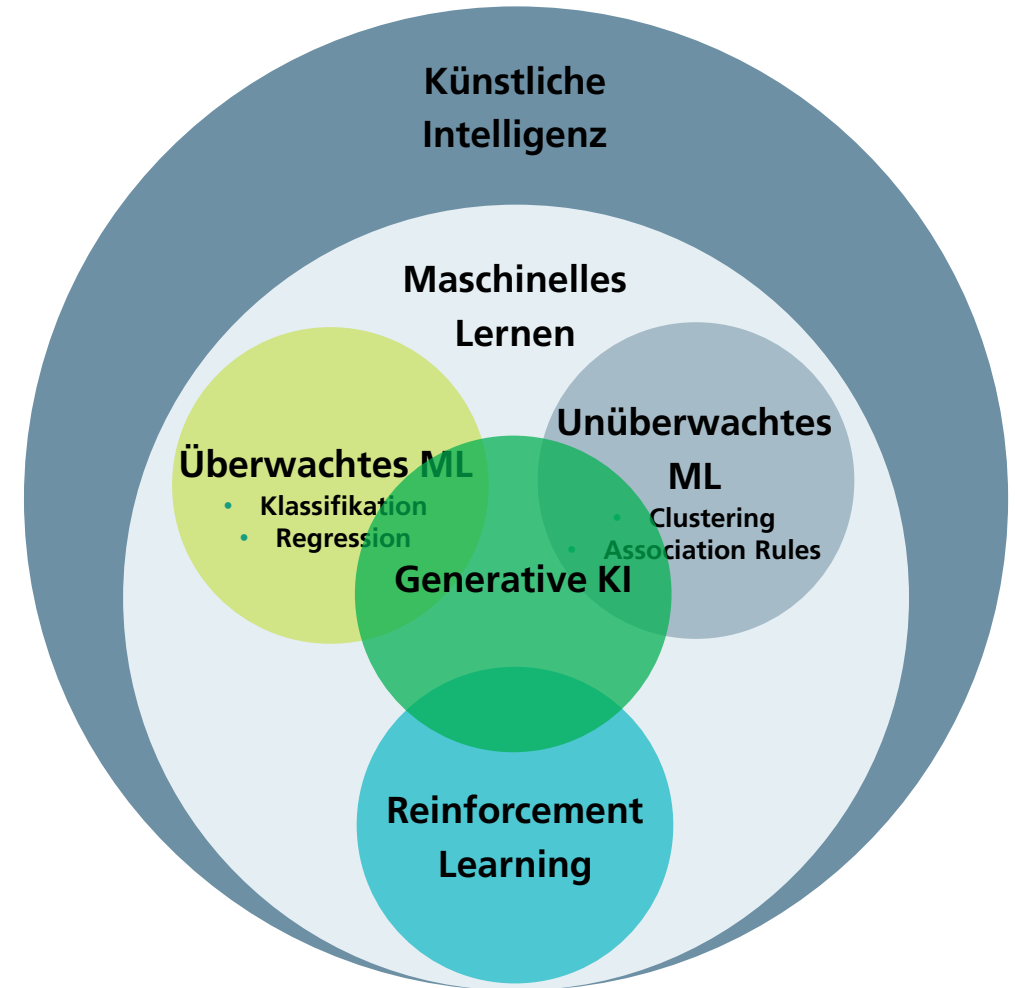 Künstliche
Intelligenz
Maschinelles
Lernen
Überwachtes ML
• Klassifikation
• Regression
Unüberwachtes
ML
• Clustering
• Association Rules
Generative KI
Reinforcement
Learning